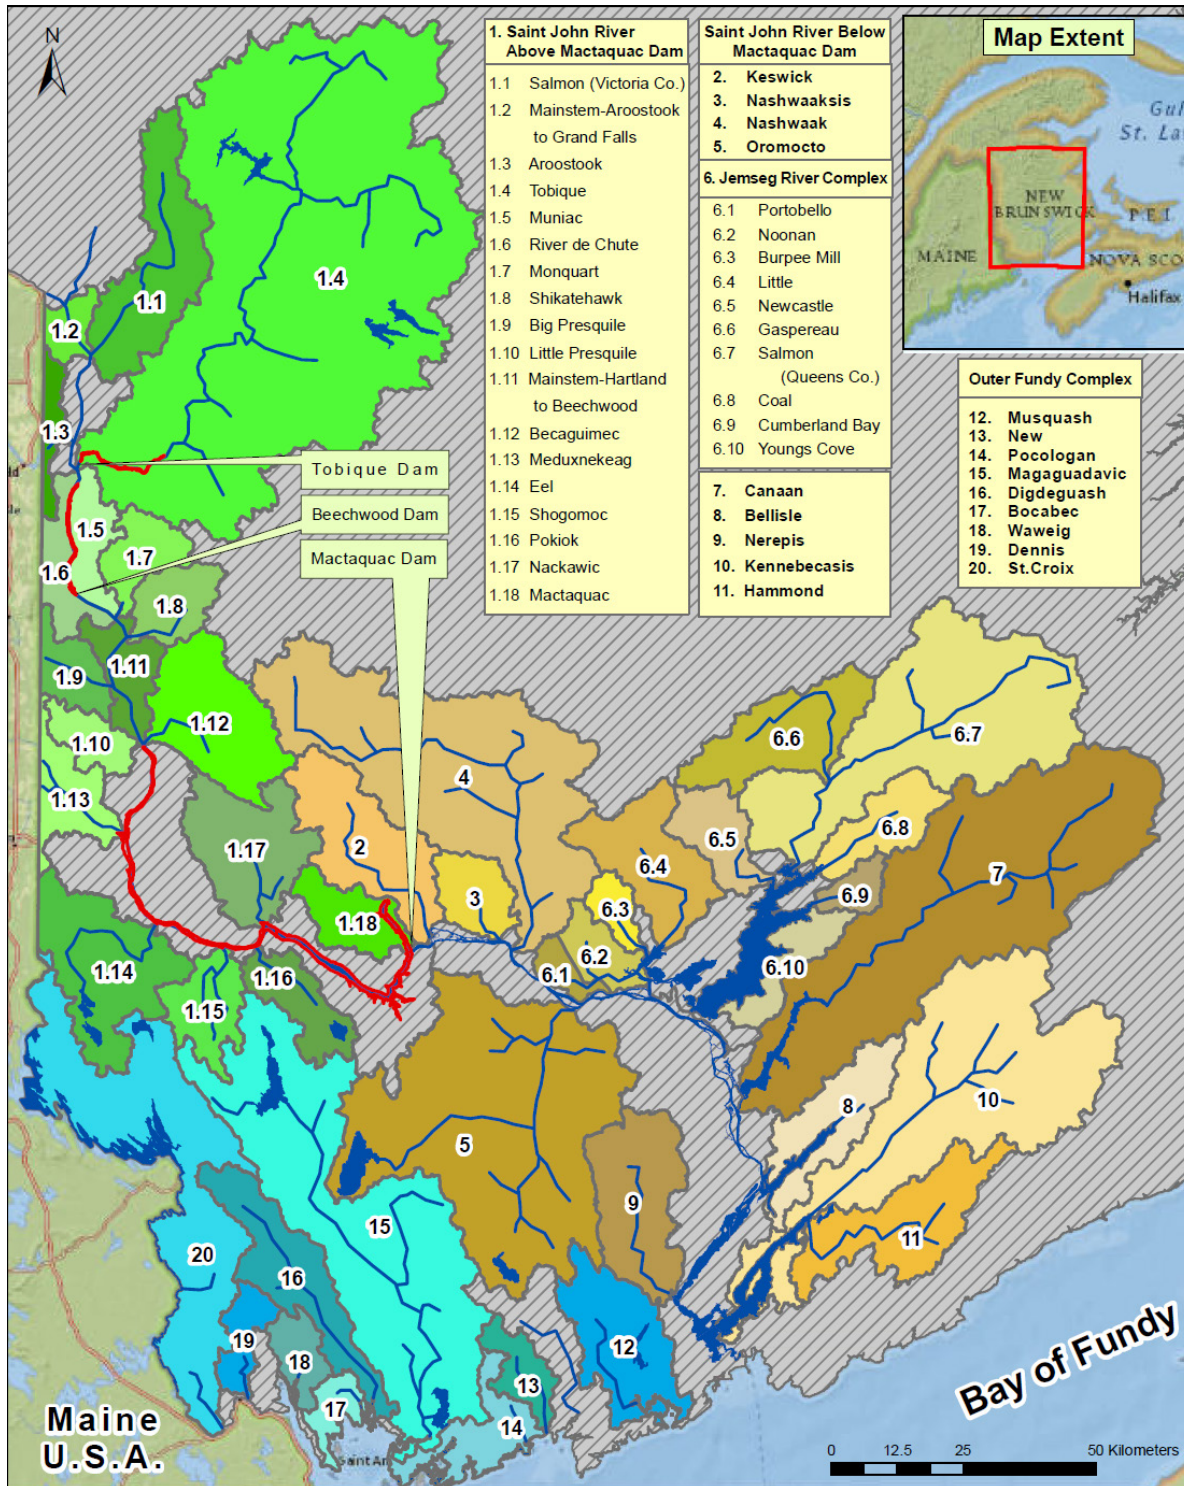 N
1. Saint John River
Above Mactaquac Dam
1.1 Salmon (Victoria Co.)
1.2 Mainstem-Aroostook
to Grand Falls
1.3 Aroostook
1.4 Tobique
1.5 Muniac
1.6 River de Chute
1.7 Monquart
1.8 Shikatehawk
1.9 Big Presquile
1.10 Little Presquile
1.11 Mainstem-Hartland
to Beechwood
1.12 Becaguimec
1.13 Meduxnekeag
1.14 Eel
1.15 Shogomoc
1.16 Pokiok
1.17 Nackawic
1.18 Mactaquac
Saint John River Below
Mactaquac Dam
2. Keswick
3. Nashwaaksis
4. Nashwaak
5. Oromocto
6. Jemseg River Complex
6.1 Portobello
6.2 Noonan
6.3 Burpee Mill
6.4 Little
6.5 Newcastle
6.6 Gaspereau
6.7 Salmon
(Queens Co.)
6.8 Coal
6.9 Cumberland Bay
6.10 Youngs Cove
7. Canaan
8. Bellisle
9. Nerepis
10. Kennebecasis
11. Hammond
Map Extent
Gul
St. La
NEW
BRUNSWICK
P.E.I.
MAINE
NOVA SCO
Halifax
Outer Fundy Complex
12. Musquash
13. New
14. Pocologan
15. Magaguadavic
16. Digdeguash
17. Bocabec
18. Waweig
19. Dennis
20. St.Croix
Tobique Dam
Beechwood Dam
Mactaquac Dam
1.4
1.1
1.2
1.3
1.5
1.7
1.6
1.8
1.11
1.9
1.12
1.10
1.13
1.17
2
4
6.6
6.7
6.5
6.8
6.4
7
3
6.3
6.9
1.18
6.10
6.2
6.1
1.14
1.16
1.15
8
10
5
9
15
11
20
16
19
12
18
13
17
14
Bay of Fundy
Maine
U.S.A.
Saint An
0 12.5 25 50 Kilometers